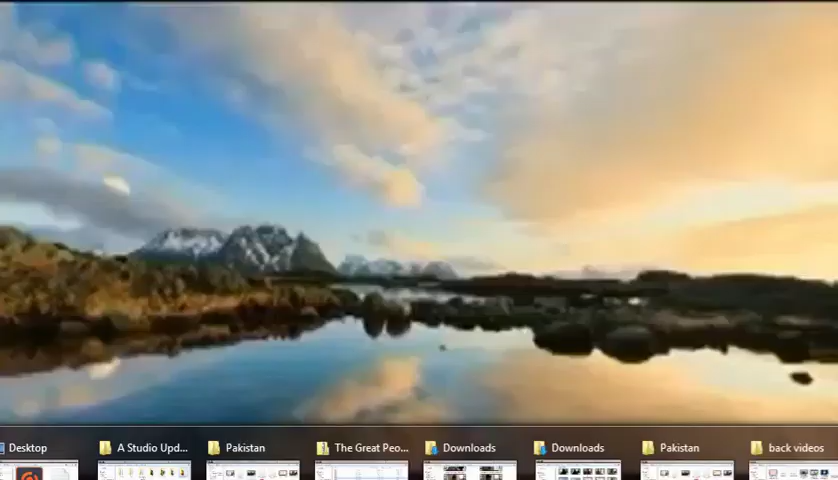 Desktop
A Studio Upd...
Pakistan
The Great Peo...
Downloads
Downloads
Pakistan
back videos